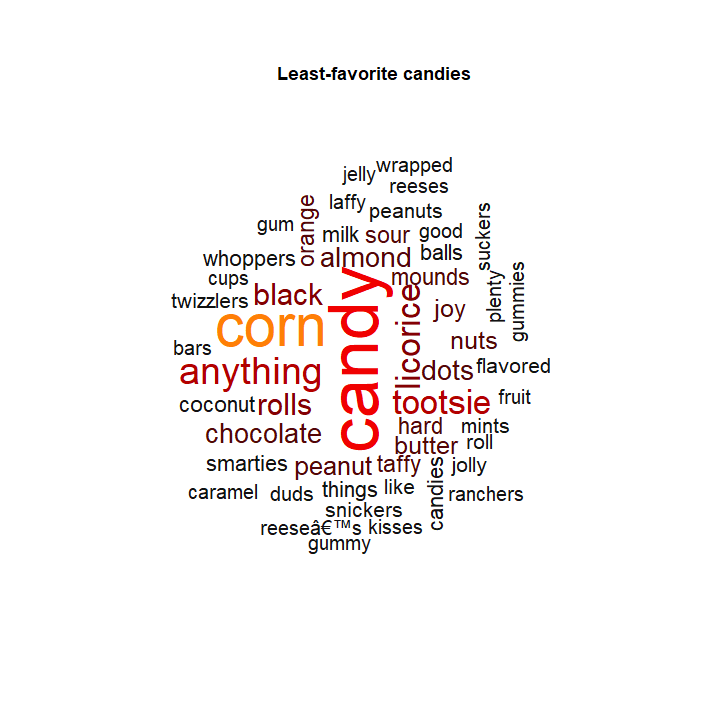 Least-favorite candies
jelly
wrapped
reeses
laffy
peanuts
gum
orange
milk
sour
good
suckers
whoppers
almond
balls
cups
mounds
plenty
gummies
twizzlers
black
candy
licorice
joy
corn
nuts
bars
anything
dots
flavored
coconut
rolls
tootsie
fruit
chocolate
hard
mints
butter
roll
smarties
peanut
taffy
jolly
caramel
duds
things
like
candies
ranchers
snickers
reeseâ€™s
kisses
gummy